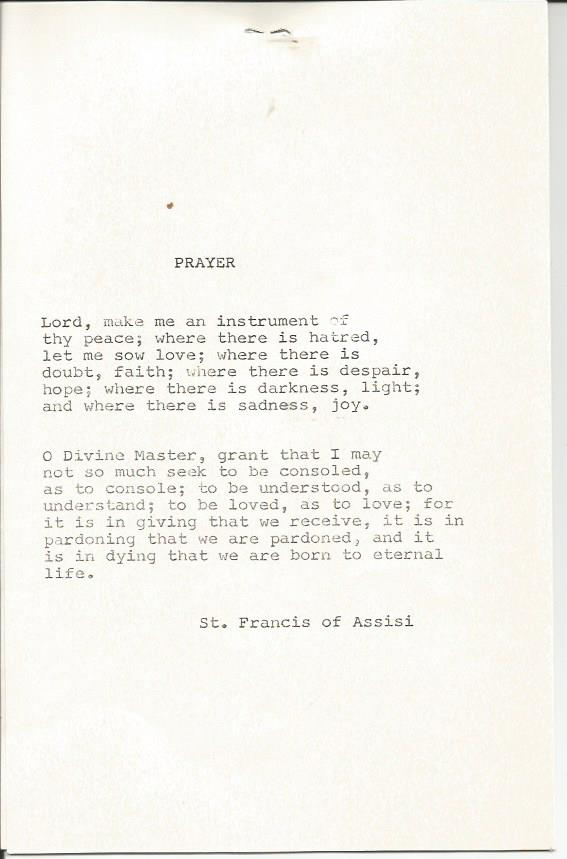 PRAYER
Lord, make me an instrument of
thy peace; where there is hatred,
let me sow love; where there is
doubt, faith; where there is despair,
hope; where there is darkness, light;
and where there is sadness, joy.
O Divine Master, grant that I may
not so much seek to be consoled,
as to console; to be understood, as to
understand; to be loved, as to love; for
it is in giving that we receive, it is in
pardoning that we are pardoned, and it
is in dying that we are born to eternal
life.
St. Francis of Assisi